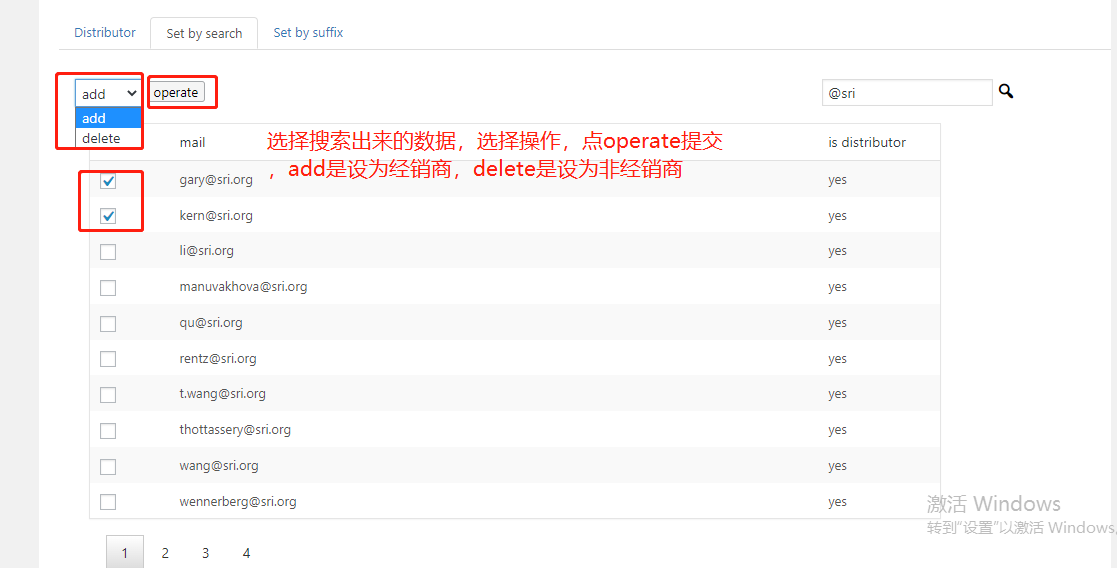 Distributor Set by search Set by suffix
add operate @sri
add
delete
mail is distributor
选择搜索出来的数据，选择操作，点operate提交
，add是设为经销商，delete是设为非经销商
gary@sri.org yes
kern@sri.org yes
li@sri.org yes
manuvakhova@sri.org yes
qu@sri.org yes
rentz@sri.org yes
t.wang@sri.org yes
thottassery@sri.org yes
wang@sri.org yes
wennerberg@sri.org yes
激活 Windows
转到"设置"以激活 Windows。
1 2 3 4